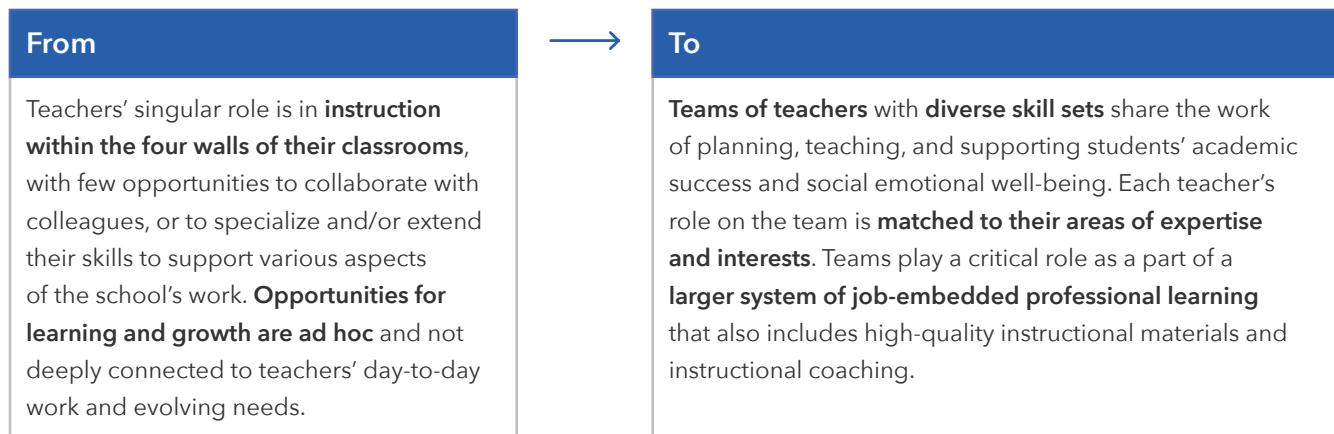 From
Teachers’ singular role is in instruction
within the four walls of their classrooms,
with few opportunities to collaborate with
colleagues, or to specialize and/or extend
their skills to support various aspects
of the school’s work. Opportunities for
learning and growth are ad hoc and not
deeply connected to teachers’ day-to-day
work and evolving needs.
To
Teams of teachers with diverse skill sets share the work
of planning, teaching, and supporting students’ academic
success and social emotional well-being. Each teacher’s
role on the team is matched to their areas of expertise
and interests. Teams play a critical role as a part of a
larger system of job-embedded professional learning
that also includes high-quality instructional materials and
instructional coaching.